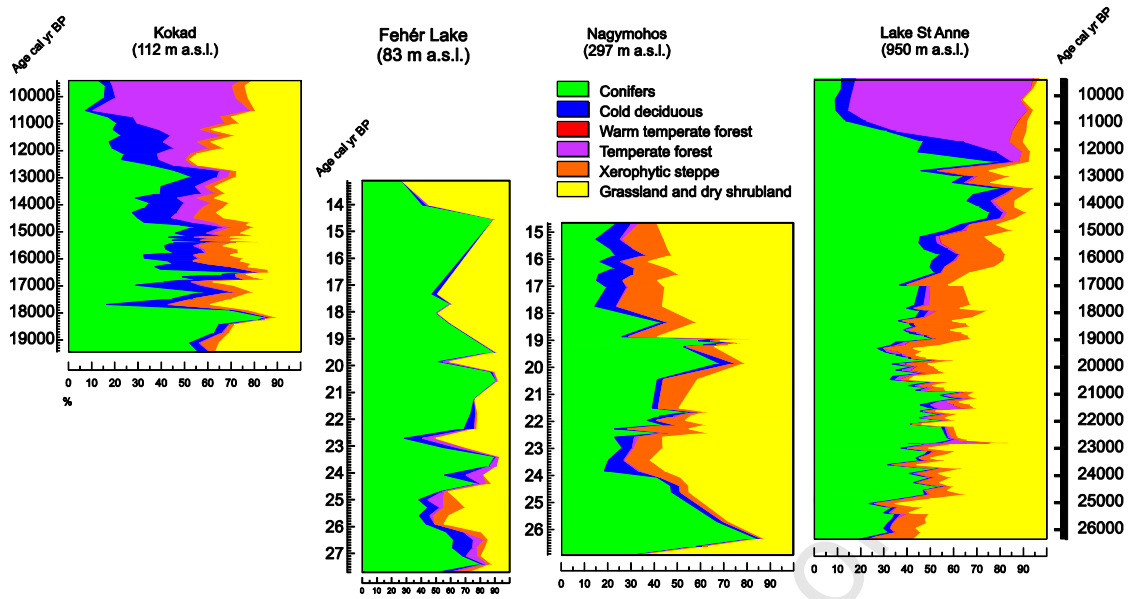 Age cal yr BP
Kokad
(112 m a.s.l.)
10000
11000
12000
13000
14000
15000
16000
17000
18000
19000
0 10 20 30 40 50 60 70 80 90
%
Fehér Lake
(83 m a.s.l.)
Age cal yr BP
14
15
16
17
18
19
20
21
22
23
24
25
26
27
0 10 20 30 40 50 60 70 80 90
Nagymohos
(297 m a.s.l.)
Conifers
Cold deciduous
Warm temperate forest
Temperate forest
Xerophytic steppe
Grassland and dry shrubland
15
16
17
18
19
20
21
22
23
24
25
26
0 10 20 30 40 50 60 70 80 90
Lake St Anne
(950 m a.s.l.)
Age cal yr BP
10000
11000
12000
13000
14000
15000
16000
17000
18000
19000
20000
21000
22000
23000
24000
25000
26000
0 10 20 30 40 50 60 70 80 90